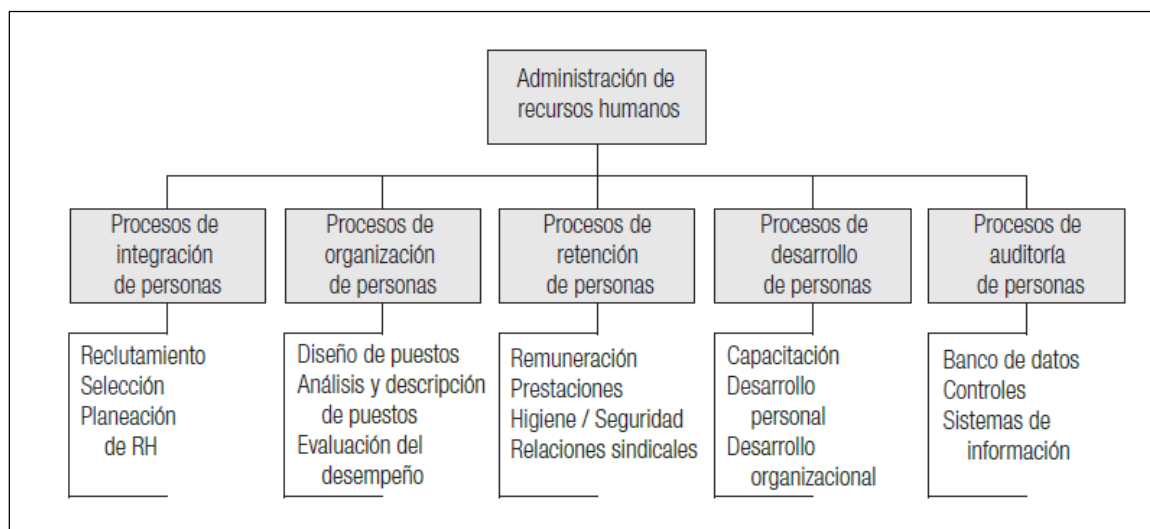 Administración de
recursos humanos
Procesos de
integración
de personas
Procesos de
organización
de personas
Procesos de
retención de
personas
Procesos de
desarrollo
de personas
Procesos de
auditoría
de personas
Reclutamiento
Selección
Planeación
de RH
Diseño de puestos
Análisis y descripción
de puestos
Evaluación del
desempeño
Remuneración
Prestaciones
Higiene / Seguridad
Relaciones sindicales
Capacitación
Desarrollo
personal
Desarrollo
organizacional
Banco de datos
Controles
Sistemas de
información